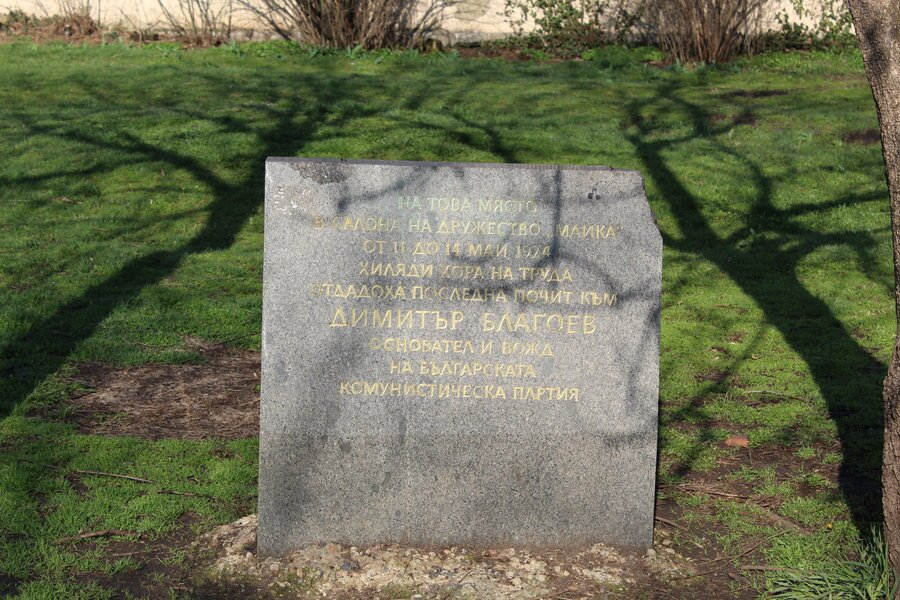 НА ТОВА МЯСТО
В САЛОНА НА ДРУЖЕСТВО „МАЙКА“
ОТ 11 ДО 14 МАЙ 1924
ХИЛЯДИ ХОРА НА ТРУДА
ОТДАДОХА ПОСЛЕДНА ПОЧИТ КЪМ
ДИМИТЪР БЛАГОЕВ
ОСНОВАТЕЛ И ВОЖД
НА БЪЛГАРСКАТА
КОМУНИСТИЧЕСКА ПАРТИЯ